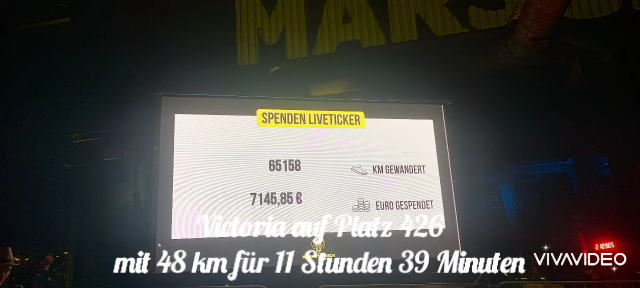 SPENDEN LIVETICKER
65158 KM GEWANDERT
7145,85 € EURO GESPENDET
Victoria auf Platz 426
mit 48 km für 11 Stunden 39 Minuten
VIVAVIDEO